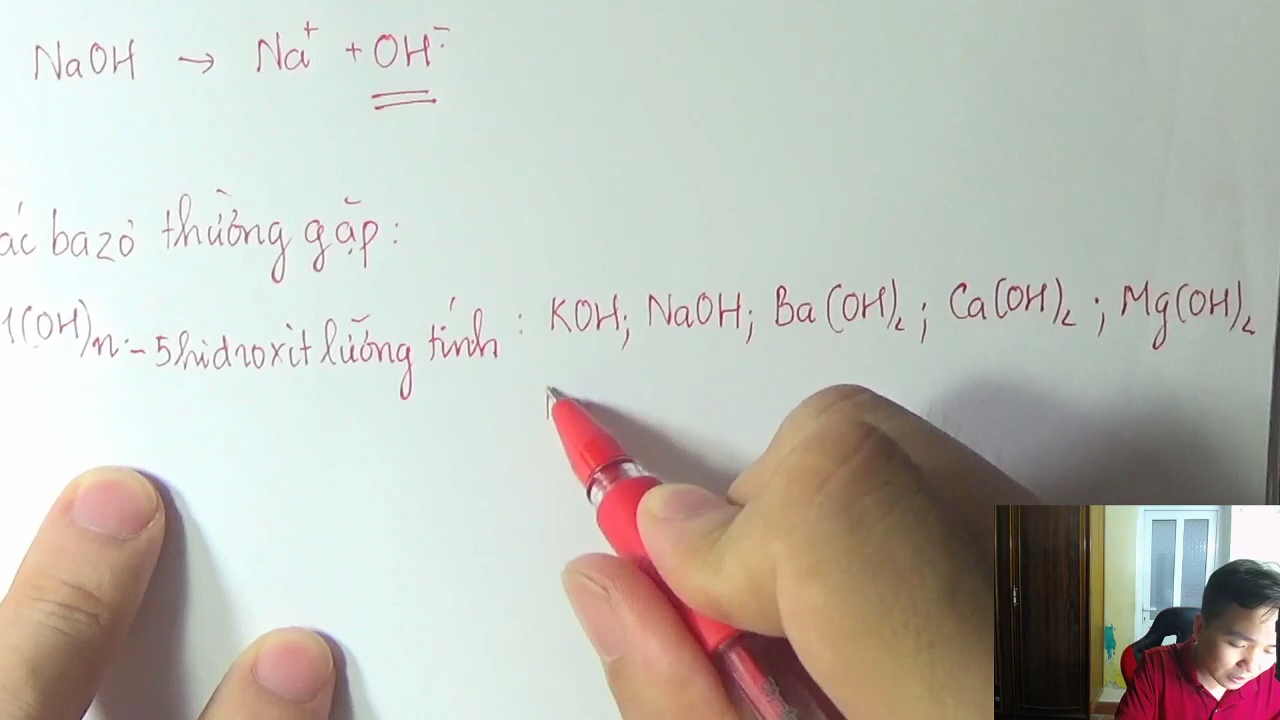 NaOH → Na⁺ + OH⁻
ác bazơ thường gặp:
(OH)n - 5 hidroxit lưỡng tính : KOH; NaOH; Ba(OH)₂; Ca(OH)₂; Mg(OH)₂